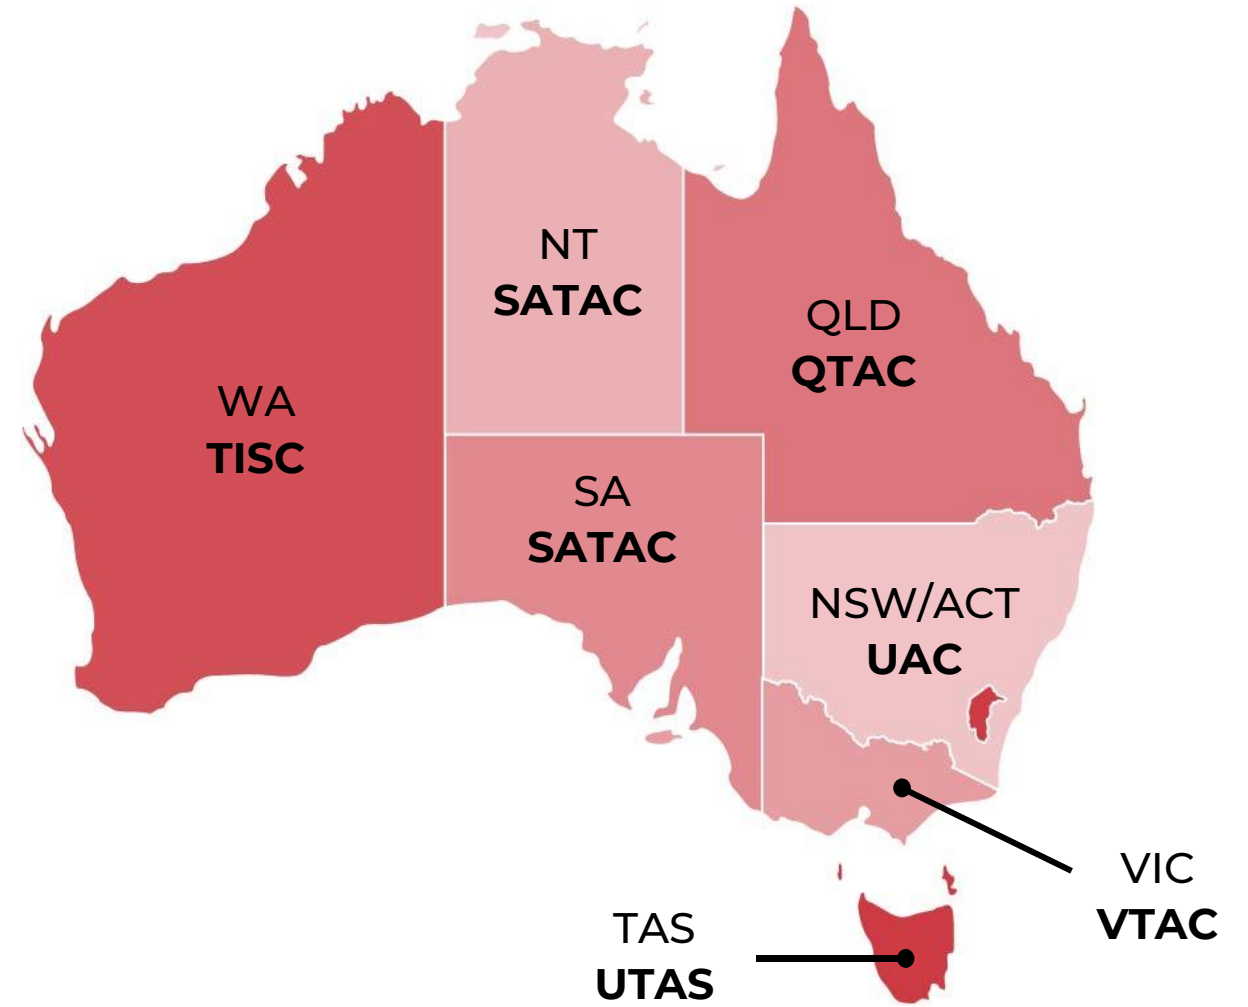 NT
SATAC
QLD
QTAC
WA
TISC
SA
SATAC
NSW/ACT
UAC
VIC
VTAC
TAS
UTAS